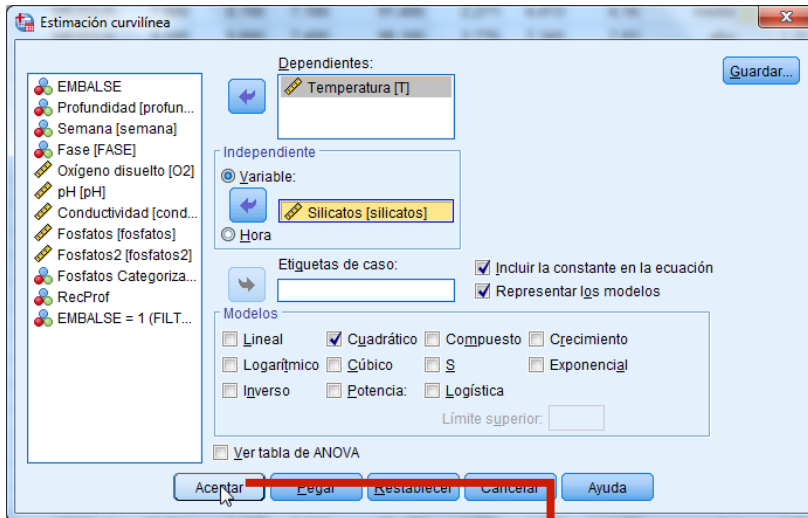 Estimación curvilínea
EMBALSE
Profundidad [profun...
Semana [semana]
Fase [FASE]
Oxígeno disuelto [O2]
pH [pH]
Conductividad [cond...
Fosfatos [fosfatos]
Fosfatos2 [fosfatos2]
Fosfatos Categoriza...
RecProf
EMBALSE = 1 (FILT...
Dependientes:
Temperatura [T]
Guardar...
Independiente
Variable:
Silicatos [silicatos]
Hora
Etiquetas de caso:
Incluir la constante en la ecuación
Representar los modelos
Modelos
Lineal Cuadrático Compuesto Crecimiento
Logarítmico Cúbico S Exponencial
Inverso Potencia: Logística
Límite superior:
Ver tabla de ANOVA
Aceptar Pegar Restablecer Cancelar Ayuda